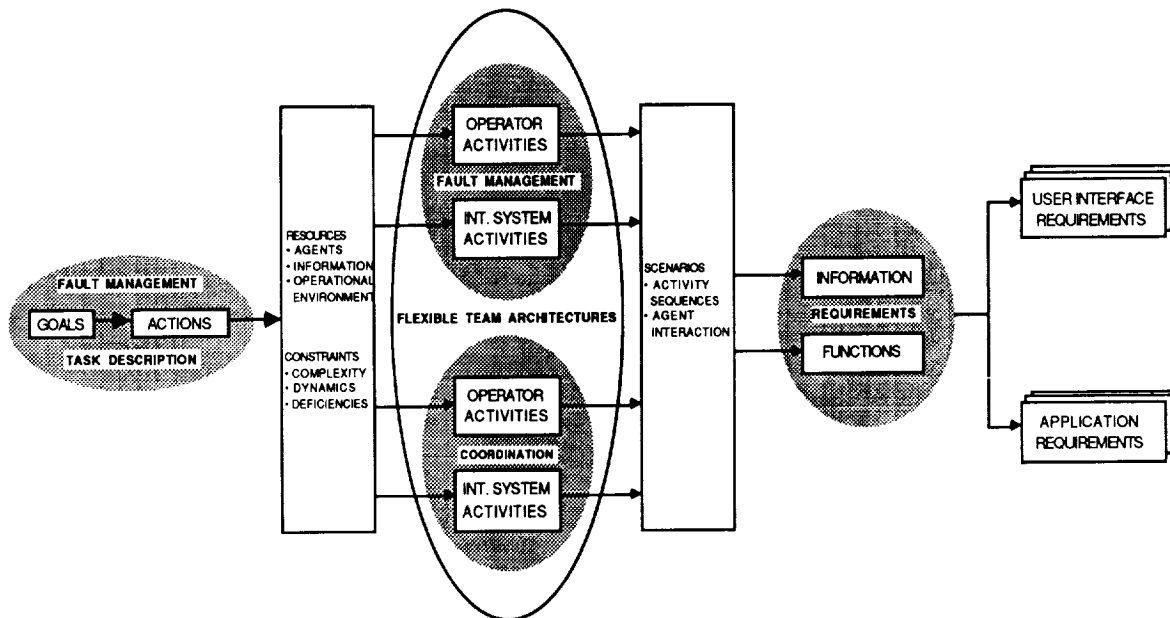 FAULT MANAGEMENT
GOALS
ACTIONS
TASK DESCRIPTION
RESOURCES
• AGENTS
• INFORMATION
• OPERATIONAL
ENVIRONMENT
CONSTRAINTS
• COMPLEXITY
• DYNAMICS
• DEFICIENCIES
OPERATOR
ACTIVITIES
FAULT MANAGEMENT
INT. SYSTEM
ACTIVITIES
FLEXIBLE TEAM ARCHITECTURES
OPERATOR
ACTIVITIES
COORDINATION
INT. SYSTEM
ACTIVITIES
SCENARIOS
• ACTIVITY
SEQUENCES
• AGENT
INTERACTION
INFORMATION
REQUIREMENTS
FUNCTIONS
USER INTERFACE
REQUIREMENTS
APPLICATION
REQUIREMENTS